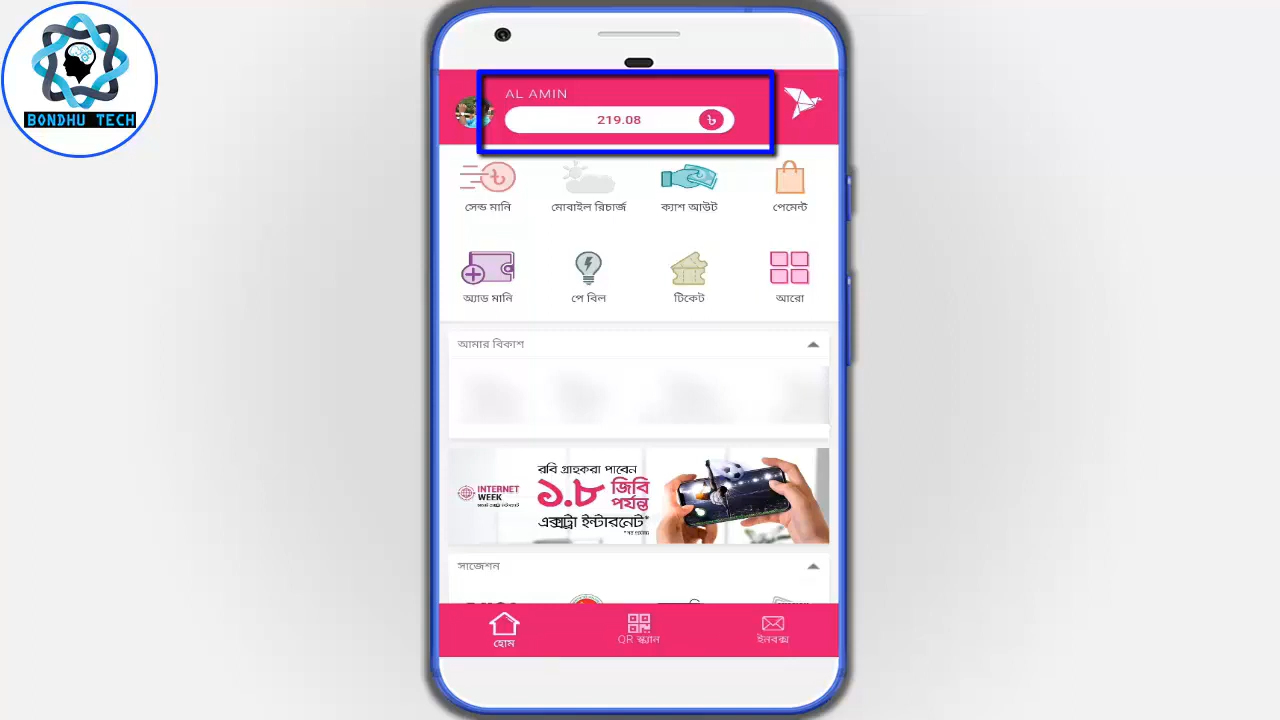 BONDHU TECH
AL AMIN
219.08 ৳
সেন্ড মানি
মোবাইল রিচার্জ
ক্যাশ আউট
পেমেন্ট
অ্যাড মানি
পে বিল
টিকেট
আরো
আমার বিকাশ
রবি গ্রাহকরা পাবেন
INTERNET
WEEK
১.৮ জিবি
পর্যন্ত
এক্সট্রা ইন্টারনেট*
সাজেশন
হোম
QR স্ক্যান
ইনবক্স